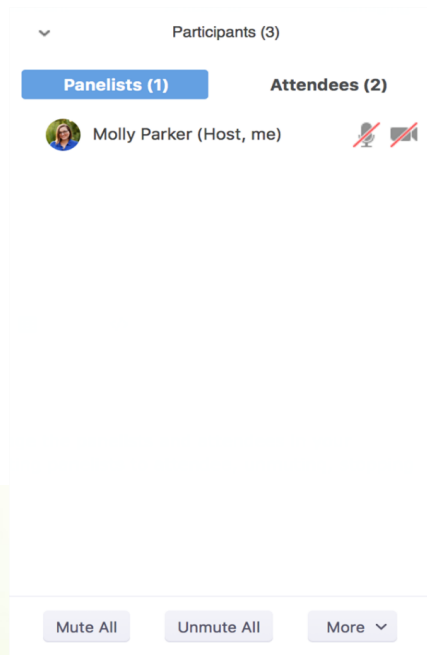 Participants (3)
Panelists (1) Attendees (2)
Molly Parker (Host, me)
Mute All Unmute All More